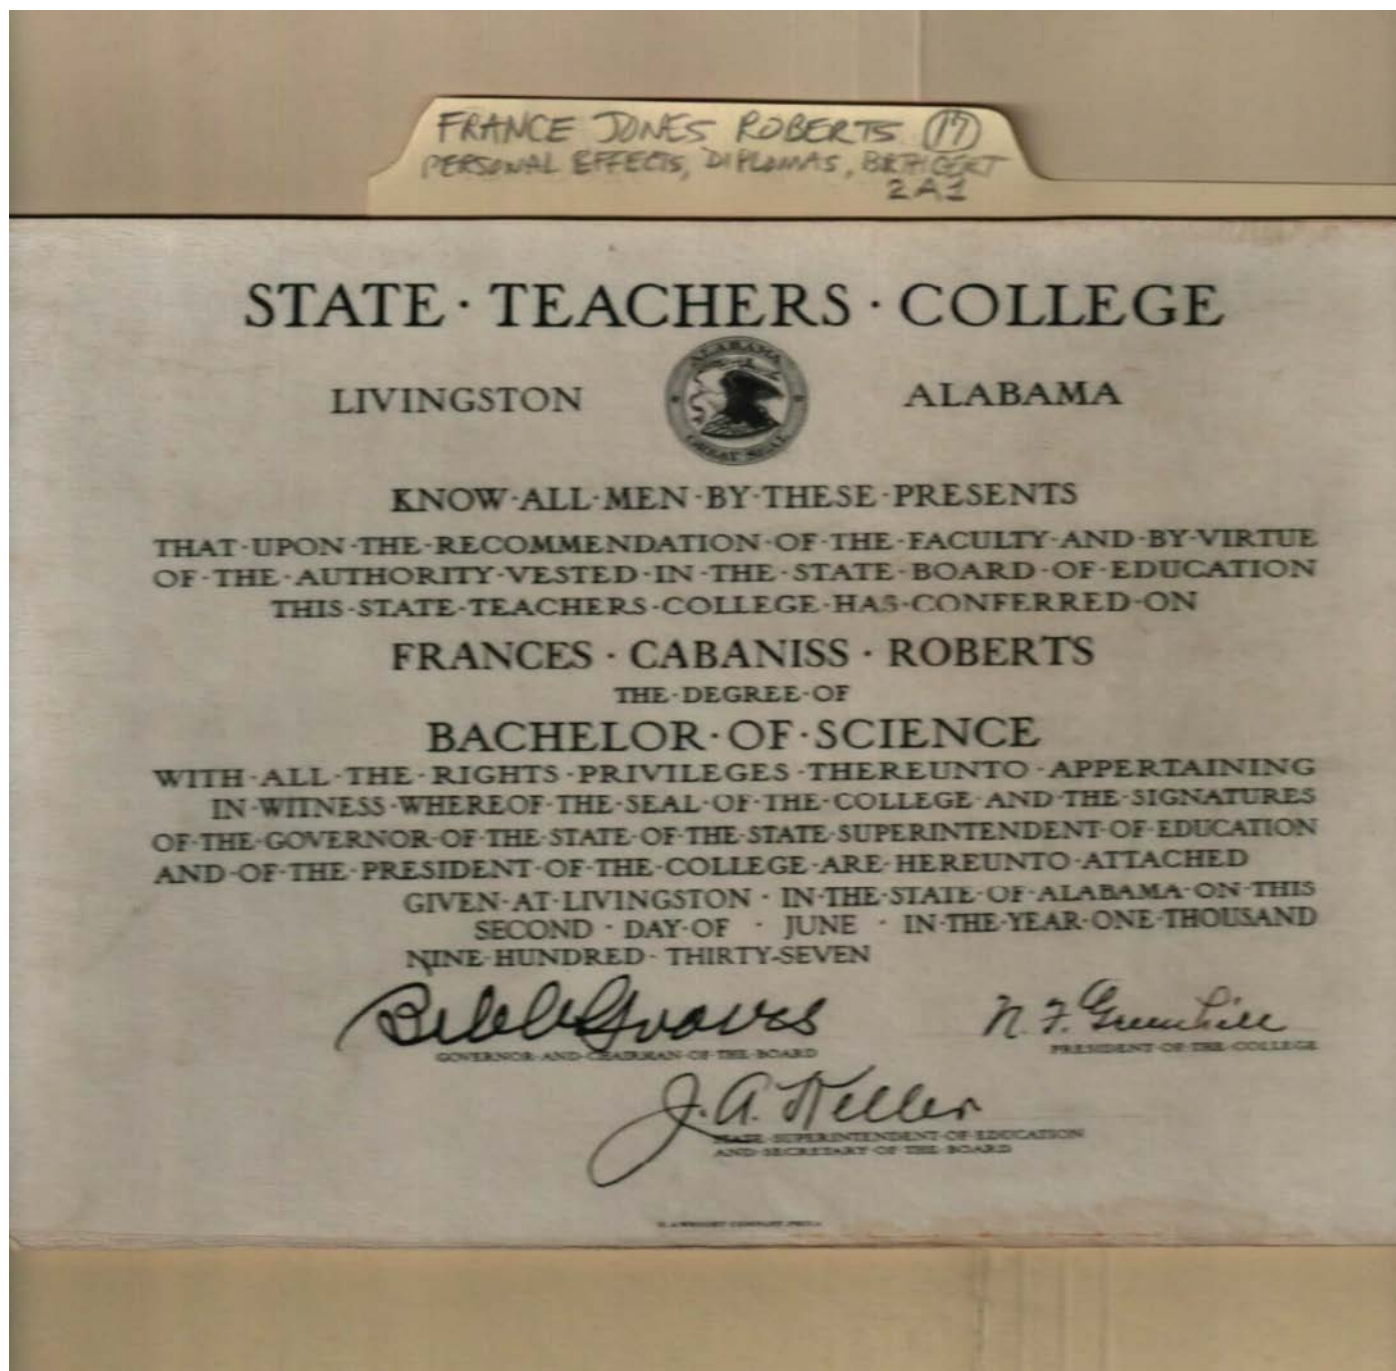 FRANCE JONES ROBERTS 17
PERSONAL EFFECTS, DIPLOMAS, BRTHCERT
2A1
STATE · TEACHERS · COLLEGE
LIVINGSTON
ALABAMA
GREAT SEAL
ALABAMA
KNOW·ALL·MEN·BY·THESE·PRESENTS
THAT·UPON·THE·RECOMMENDATION·OF·THE·FACULTY·AND·BY·VIRTUE
OF·THE·AUTHORITY·VESTED·IN·THE·STATE·BOARD·OF·EDUCATION
THIS·STATE·TEACHERS·COLLEGE·HAS·CONFERRED·ON
FRANCES · CABANISS · ROBERTS
THE·DEGREE·OF
BACHELOR·OF·SCIENCE
WITH·ALL·THE·RIGHTS·PRIVILEGES·THEREUNTO·APPERTAINING
IN·WITNESS·WHEREOF·THE·SEAL·OF·THE·COLLEGE·AND·THE·SIGNATURES
OF·THE·GOVERNOR·OF·THE·STATE·OF·THE·STATE·SUPERINTENDENT·OF·EDUCATION
AND·OF·THE·PRESIDENT·OF·THE·COLLEGE·ARE·HEREUNTO·ATTACHED
GIVEN·AT·LIVINGSTON · IN·THE·STATE·OF·ALABAMA·ON·THIS
SECOND · DAY·OF · JUNE · IN·THE·YEAR·ONE·THOUSAND
NINE·HUNDRED· THIRTY-SEVEN
Bibb Graves
GOVERNOR·AND·CHAIRMAN·OF·THE·BOARD
N. F. Greenhill
PRESIDENT·OF·THE·COLLEGE
J. A. Keller
STATE·SUPERINTENDENT·OF·EDUCATION
AND·SECRETARY·OF·THE·BOARD